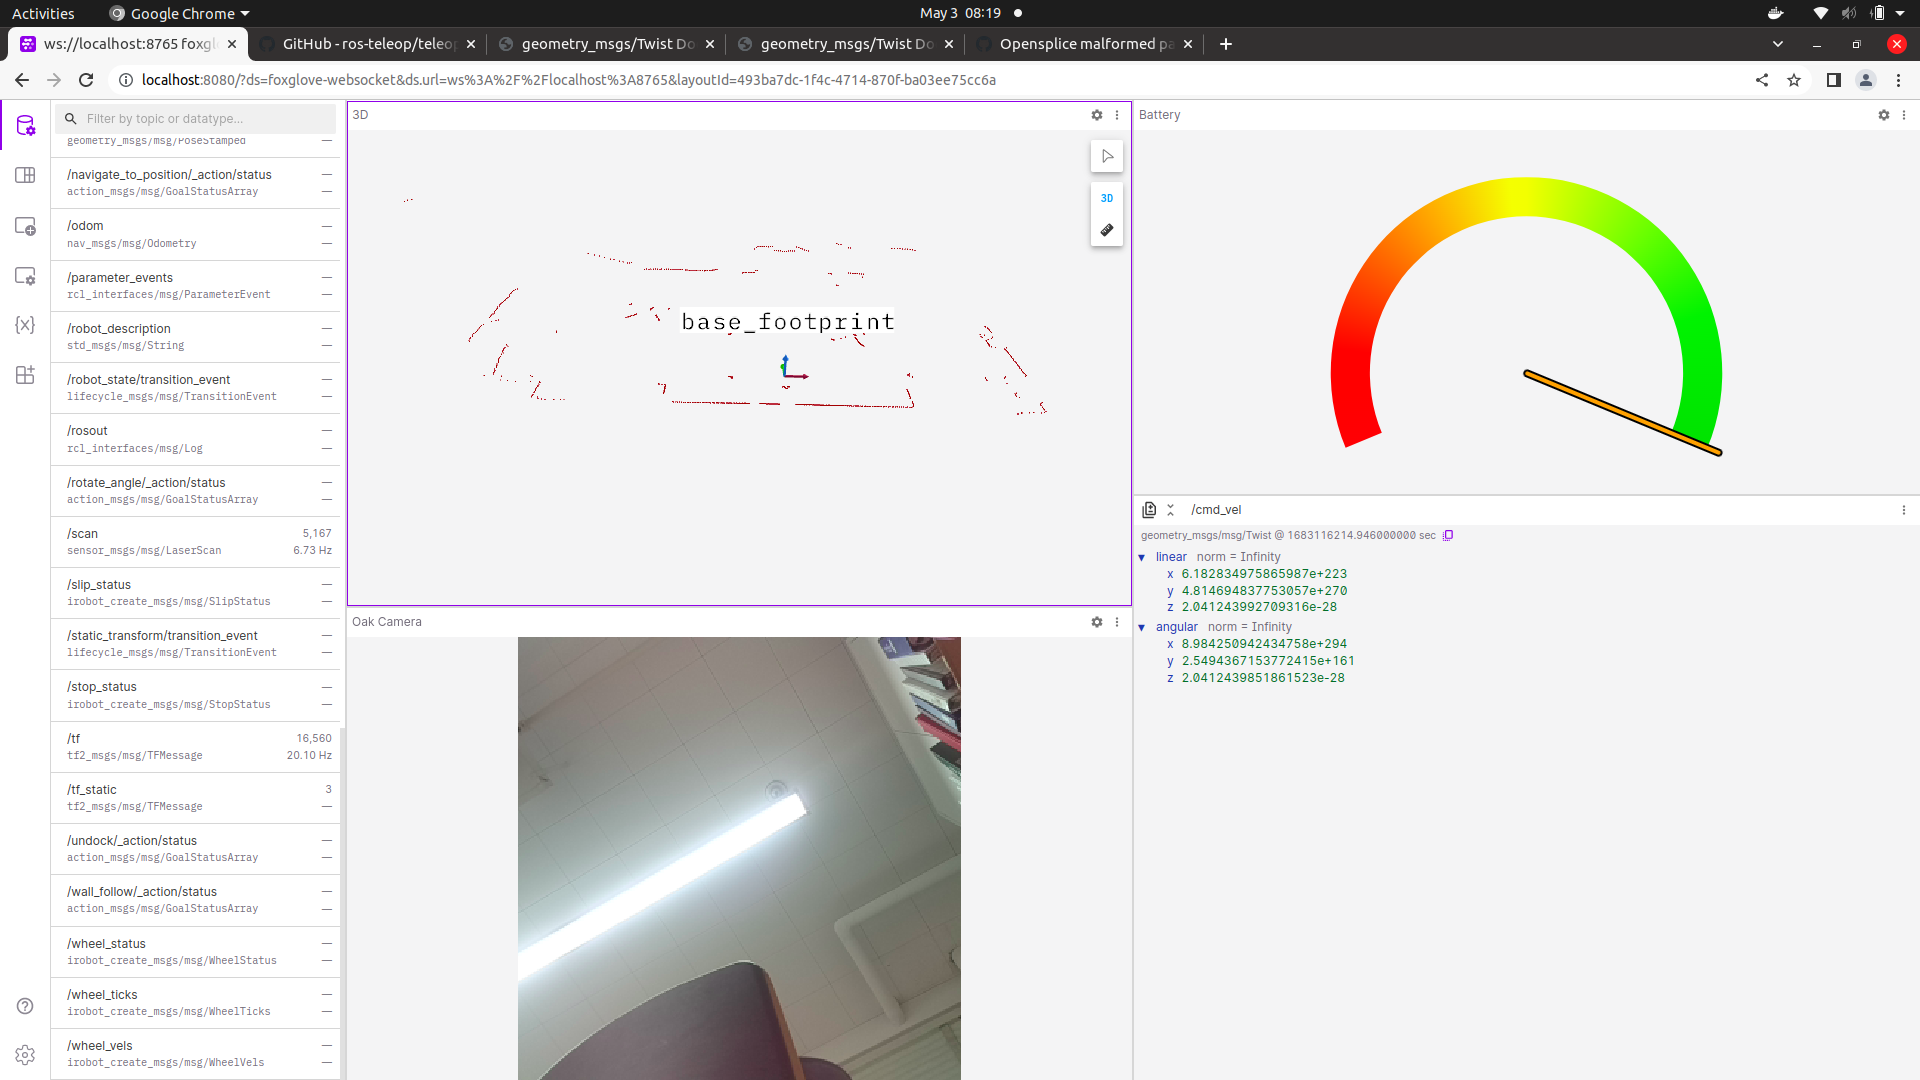 Activities
Google Chrome
May 3 08:19
ws://localhost:8765 foxgl
GitHub - ros-teleop/teleop
geometry_msgs/Twist Do
geometry_msgs/Twist Do
Opensplice malformed pa
localhost:8080/?ds=foxglove-websocket&ds.url=ws%3A%2F%2Flocalhost%3A8765&layoutId=493ba7dc-1f4c-4714-870f-ba03ee75cc6a
Filter by topic or datatype...
geometry_msgs/msg/PoseStamped —
/navigate_to_position/_action/status —
action_msgs/msg/GoalStatusArray —
/odom —
nav_msgs/msg/Odometry —
/parameter_events —
rcl_interfaces/msg/ParameterEvent —
/robot_description —
std_msgs/msg/String —
/robot_state/transition_event —
lifecycle_msgs/msg/TransitionEvent —
/rosout —
rcl_interfaces/msg/Log —
/rotate_angle/_action/status —
action_msgs/msg/GoalStatusArray —
/scan 5,167
sensor_msgs/msg/LaserScan 6.73 Hz
/slip_status —
irobot_create_msgs/msg/SlipStatus —
/static_transform/transition_event —
lifecycle_msgs/msg/TransitionEvent —
/stop_status —
irobot_create_msgs/msg/StopStatus —
/tf 16,560
tf2_msgs/msg/TFMessage 20.10 Hz
/tf_static 3
tf2_msgs/msg/TFMessage —
/undock/_action/status —
action_msgs/msg/GoalStatusArray —
/wall_follow/_action/status —
action_msgs/msg/GoalStatusArray —
/wheel_status —
irobot_create_msgs/msg/WheelStatus —
/wheel_ticks —
irobot_create_msgs/msg/WheelTicks —
/wheel_vels —
irobot_create_msgs/msg/WheelVels —
3D
3D
base_footprint
Oak Camera
Battery
/cmd_vel
geometry_msgs/msg/Twist @ 1683116214.946000000 sec
linear norm = Infinity
x 6.182834975865987e+223
y 4.814694837753057e+270
z 2.041243992709316e-28
angular norm = Infinity
x 8.984250942434758e+294
y 2.5494367153772415e+161
z 2.0412439851861523e-28